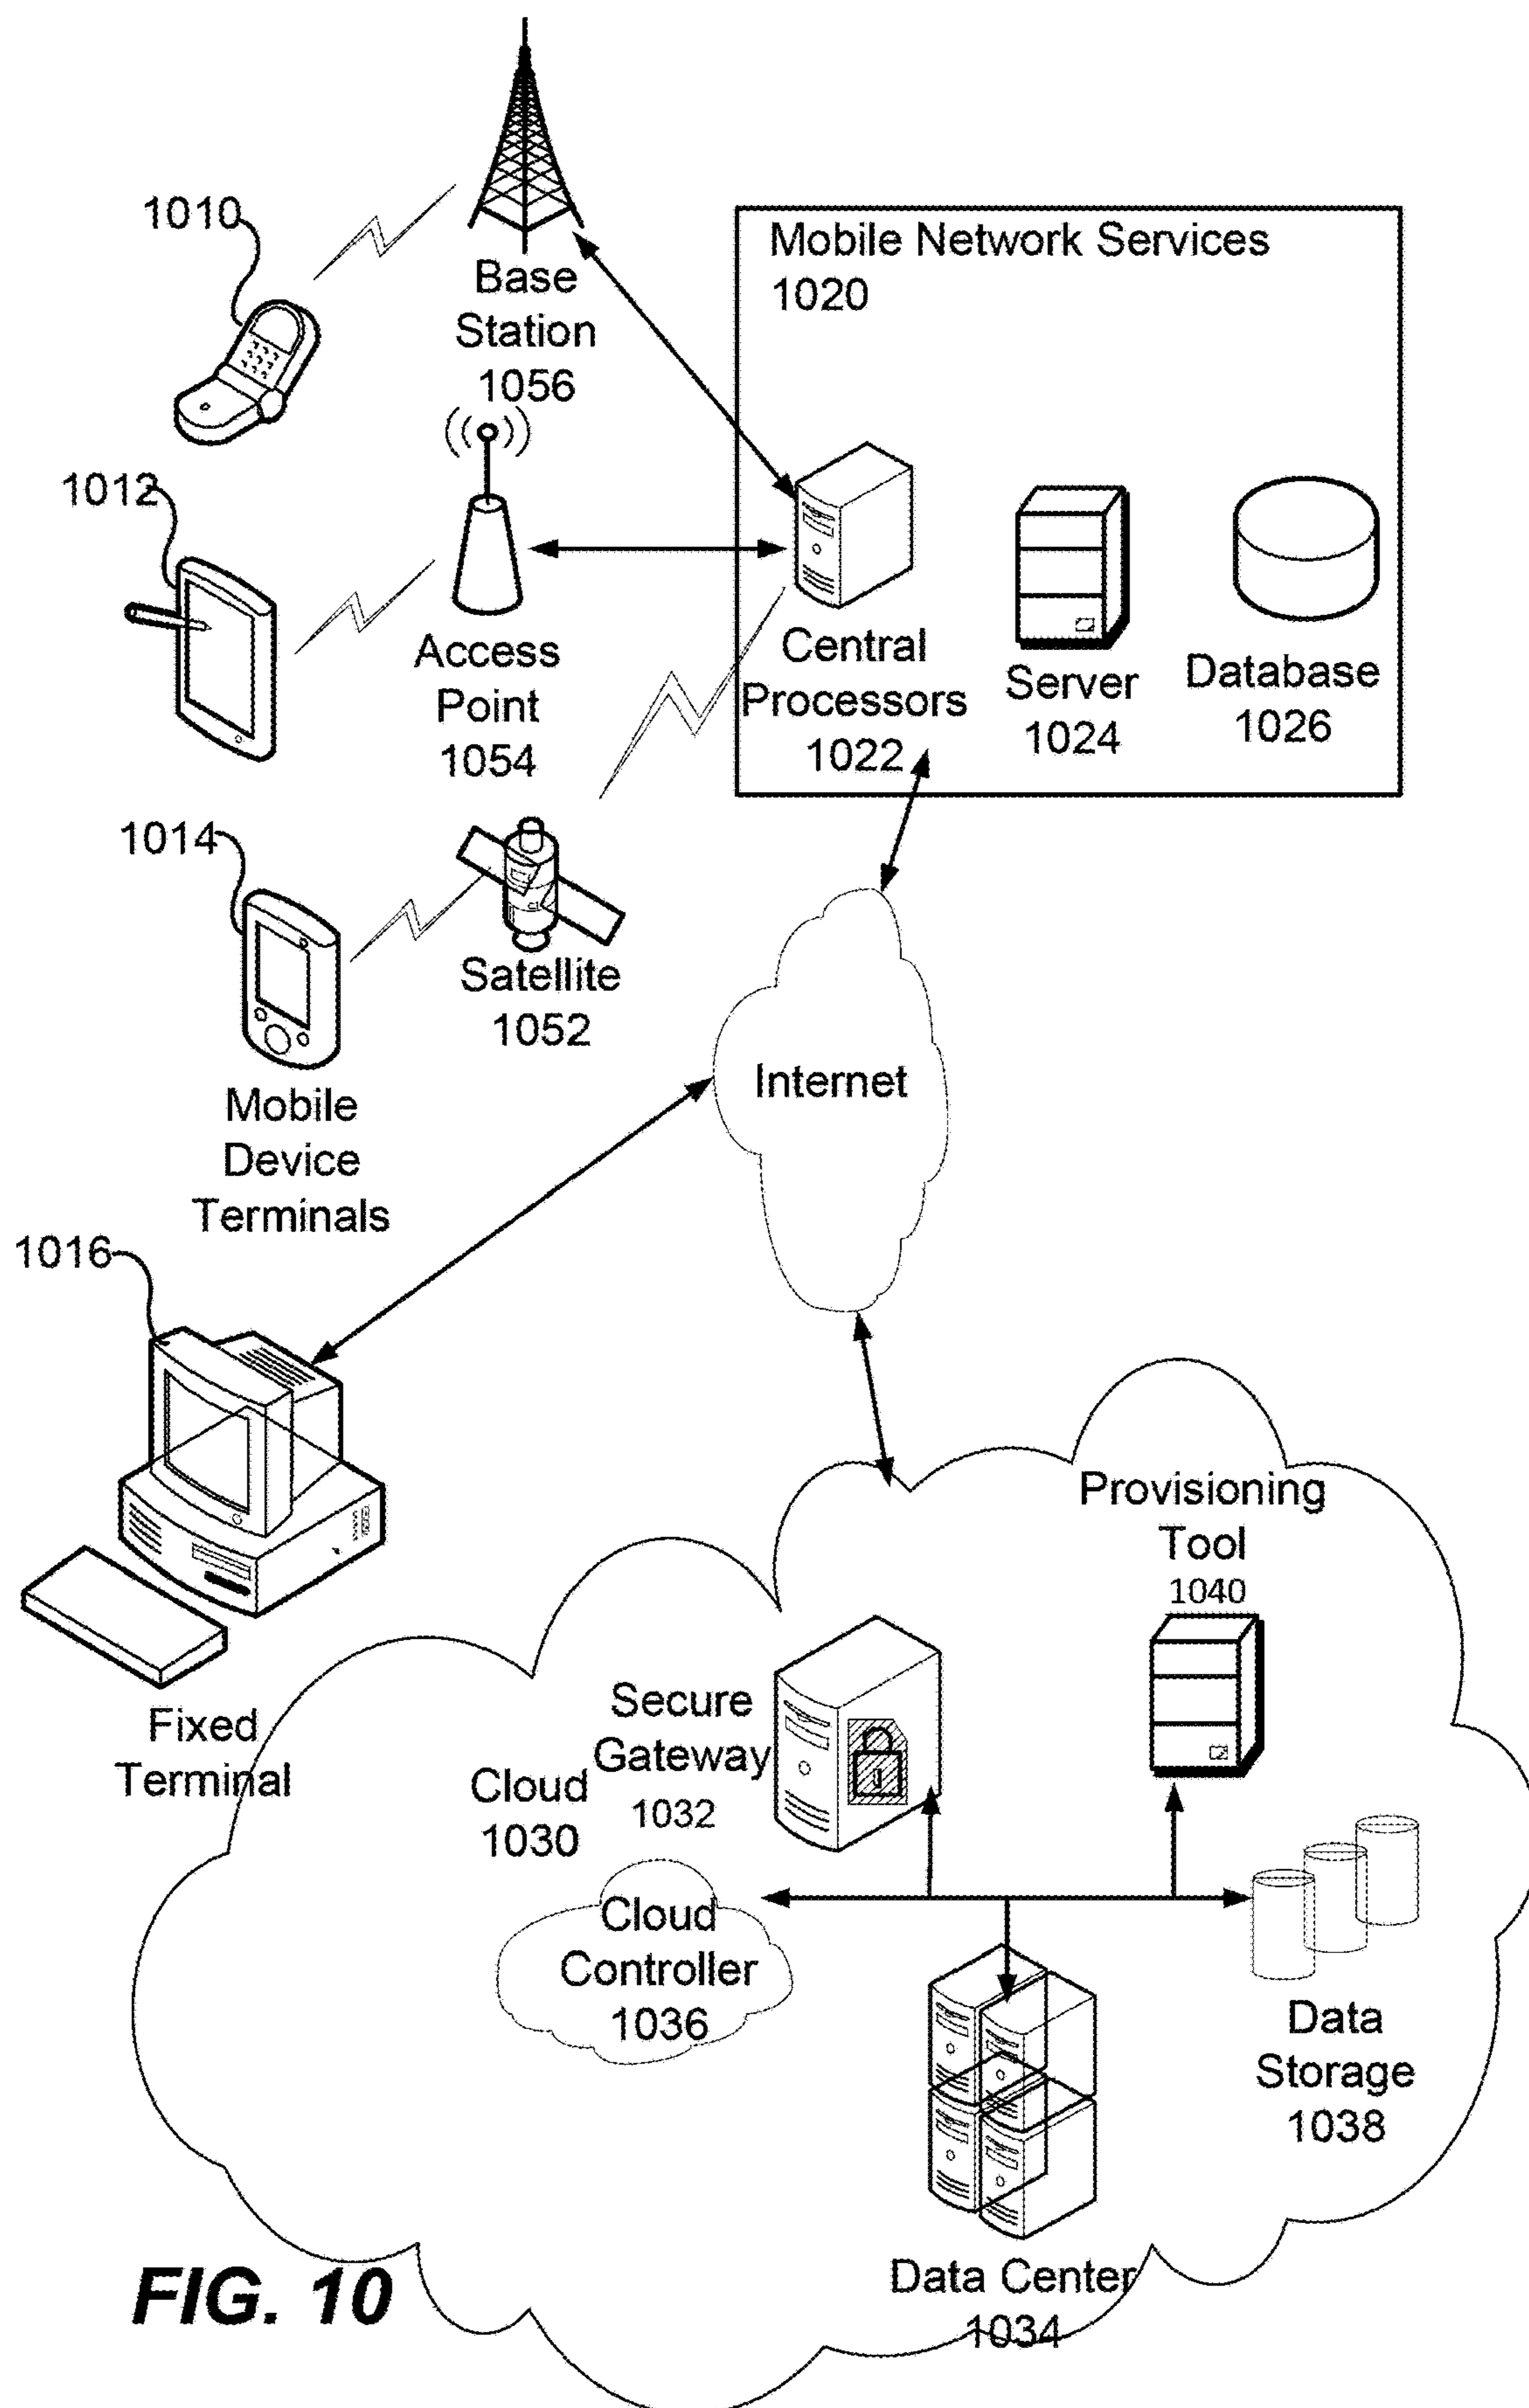 1010
Base
Station
1056
Mobile Network Services
1020
1012
Access
Point
1054
Central
Processors
1022
Server
1024
Database
1026
1014
Satellite
1052
Mobile
Device
Terminals
Internet
1016
Fixed
Terminal
Provisioning
Tool
1040
Secure
Gateway
1032
Cloud
1030
Cloud
Controller
1036
Data
Storage
1038
Data Center
1034
FIG. 10